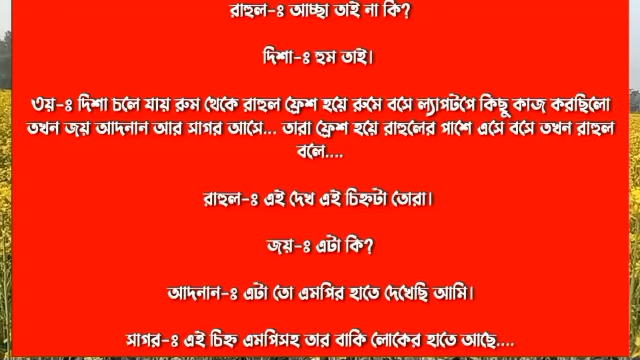 রাহুল-ঃ আচ্ছা তাই না কি?
দিশা-ঃ হুম তাই।
৩য়-ঃ দিশা চলে যায় রুম থেকে রাহুল ফ্রেশ হয়ে রুমে বসে ল্যাপটপে কিছু কাজ করছিলো
তখন জয় আদনান আর সাগর আসে... তারা ফ্রেশ হয়ে রাহুলের পাশে এসে বসে তখন রাহুল
বলে....
রাহুল-ঃ এই দেখ এই চিহ্নটা তোরা।
জয়-ঃ এটা কি?
আদনান-ঃ এটা তো এমপির হাতে দেখেছি আমি।
সাগর-ঃ এই চিহ্ন এমপিসহ তার বাকি লোকের হাতে আছে....